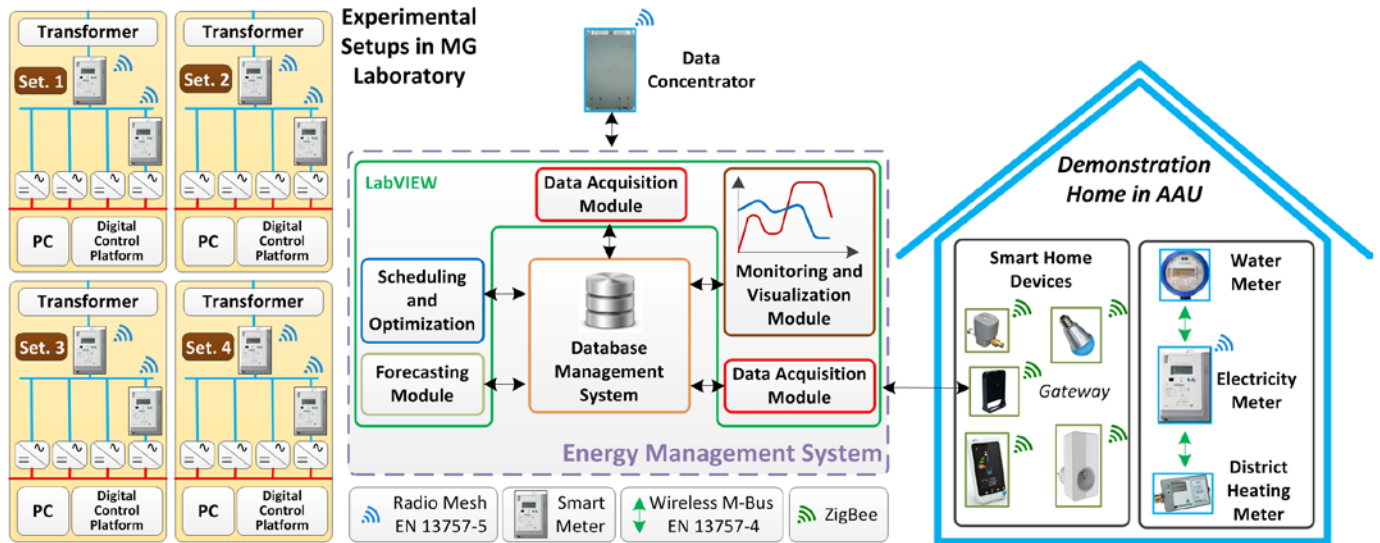 Transformer
Set. 1
PC
Digital
Control
Platform
Transformer
Set. 2
PC
Digital
Control
Platform
Transformer
Set. 3
PC
Digital
Control
Platform
Transformer
Set. 4
PC
Digital
Control
Platform
Experimental
Setups in MG
Laboratory
Data
Concentrator
LabVIEW
Data Acquisition
Module
Scheduling
and
Optimization
Forecasting
Module
Database
Management
System
Monitoring and
Visualization
Module
Data Acquisition
Module
Energy Management System
Radio Mesh
EN 13757-5
Smart
Meter
Wireless M-Bus
EN 13757-4
ZigBee
Demonstration
Home in AAU
Smart Home
Devices
Gateway
Water
Meter
Electricity
Meter
District
Heating
Meter